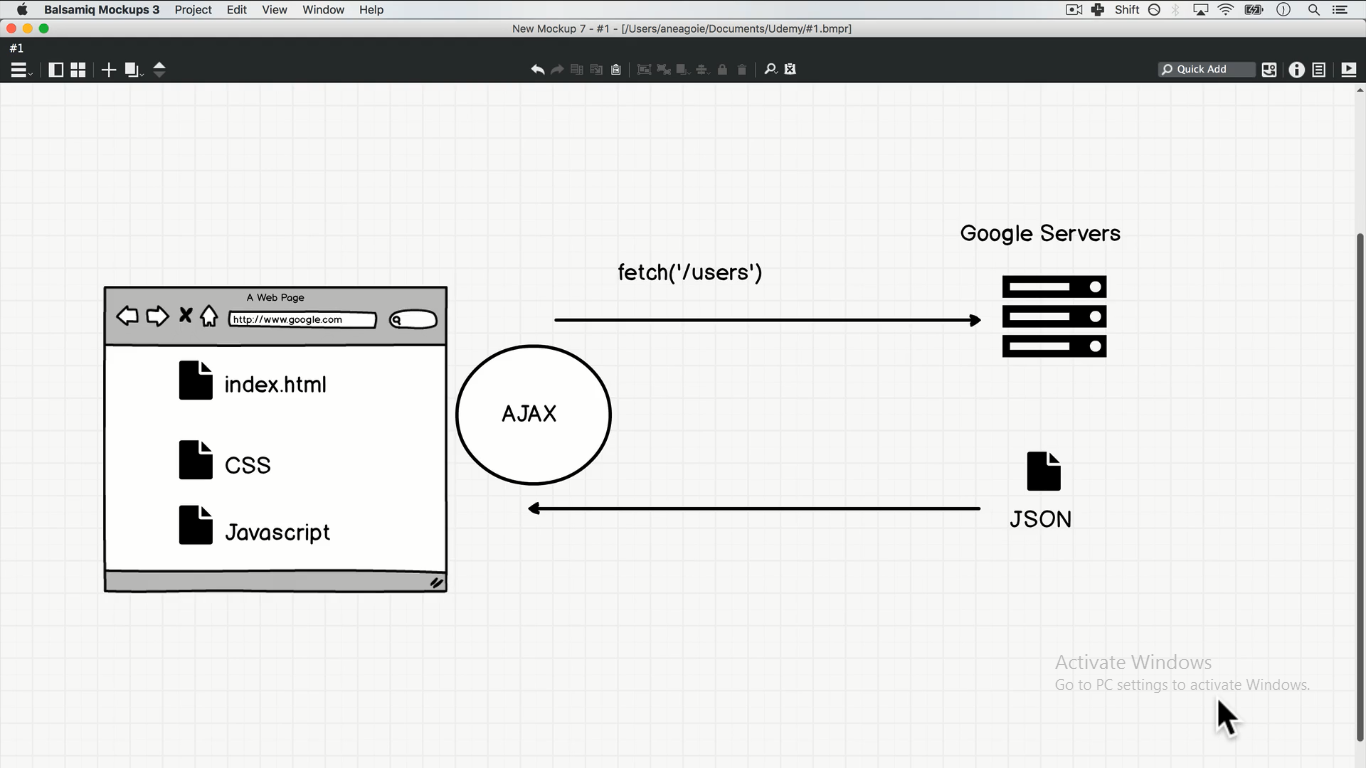 Balsamiq Mockups 3 Project Edit View Window Help Shift
New Mockup 7 - #1 - [/Users/aneagoie/Documents/Udemy/#1.bmpr]
#1
Quick Add
Google Servers
fetch('/users')
A Web Page
http://www.google.com
index.html
AJAX
CSS
JSON
Javascript
Activate Windows
Go to PC settings to activate Windows.